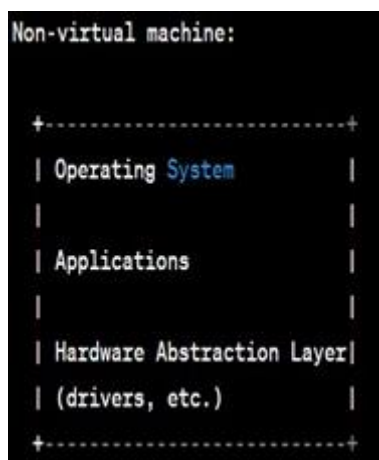 Non-virtual machine:
+---------------------------+
| Operating System |
| |
| Applications |
| |
| Hardware Abstraction Layer|
| (drivers, etc.) |
+---------------------------+